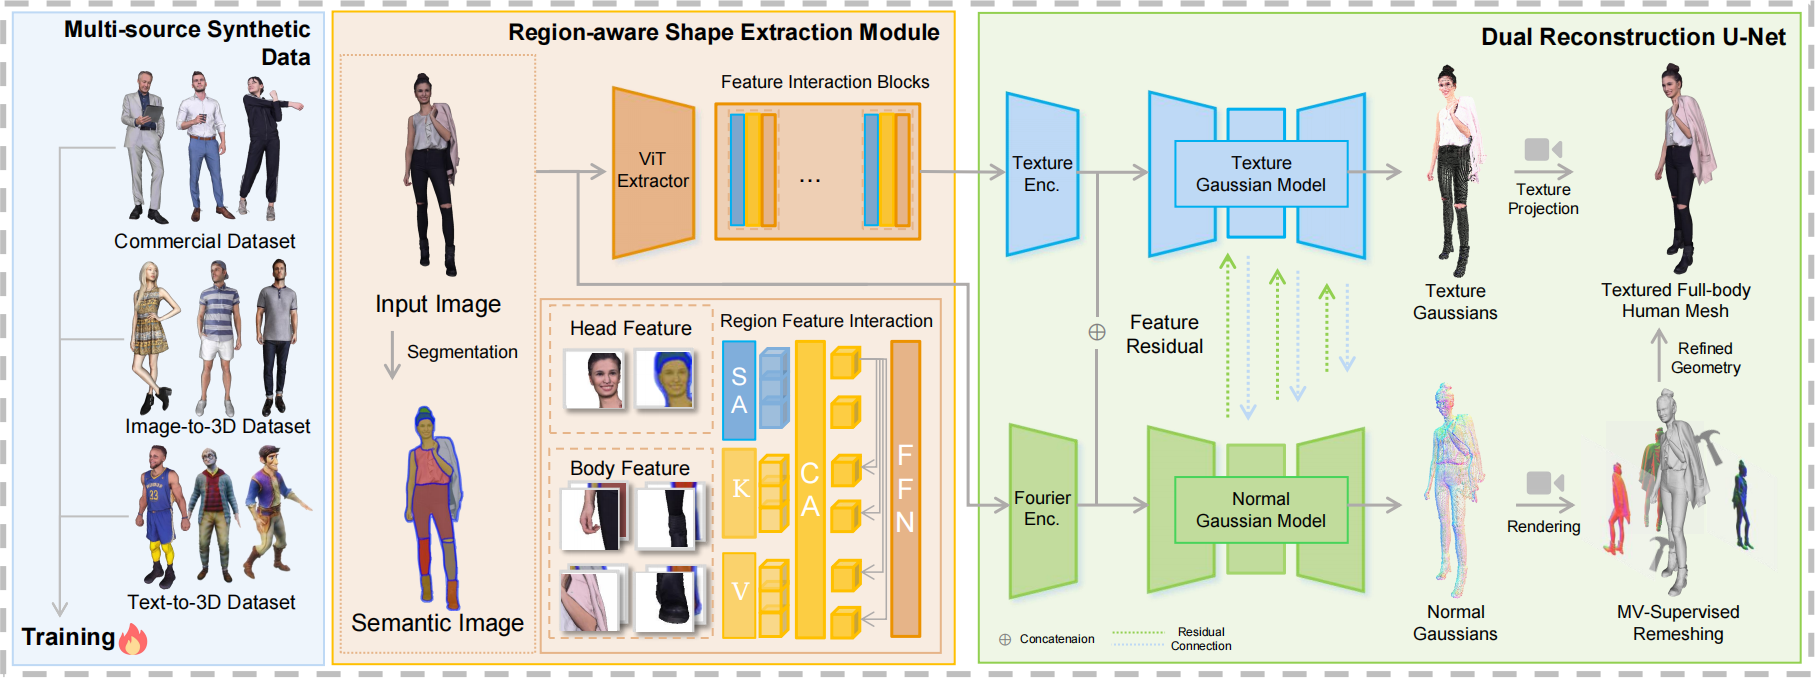 Multi-source Synthetic
Data
Commercial Dataset
Image-to-3D Dataset
Text-to-3D Dataset
Training
Region-aware Shape Extraction Module
Input Image
Segmentation
Semantic Image
ViT
Extractor
Feature Interaction Blocks
...
Head Feature
Body Feature
Region Feature Interaction
S
A
K
V
C
A
F
F
N
Dual Reconstruction U-Net
Texture
Enc.
Texture
Gaussian Model
Texture
Gaussians
Texture
Projection
Textured Full-body
Human Mesh
Feature
Residual
Refined
Geometry
Fourier
Enc.
Normal
Gaussian Model
Normal
Gaussians
Rendering
MV-Supervised
Remeshing
Concatenaion
Residual
Connection